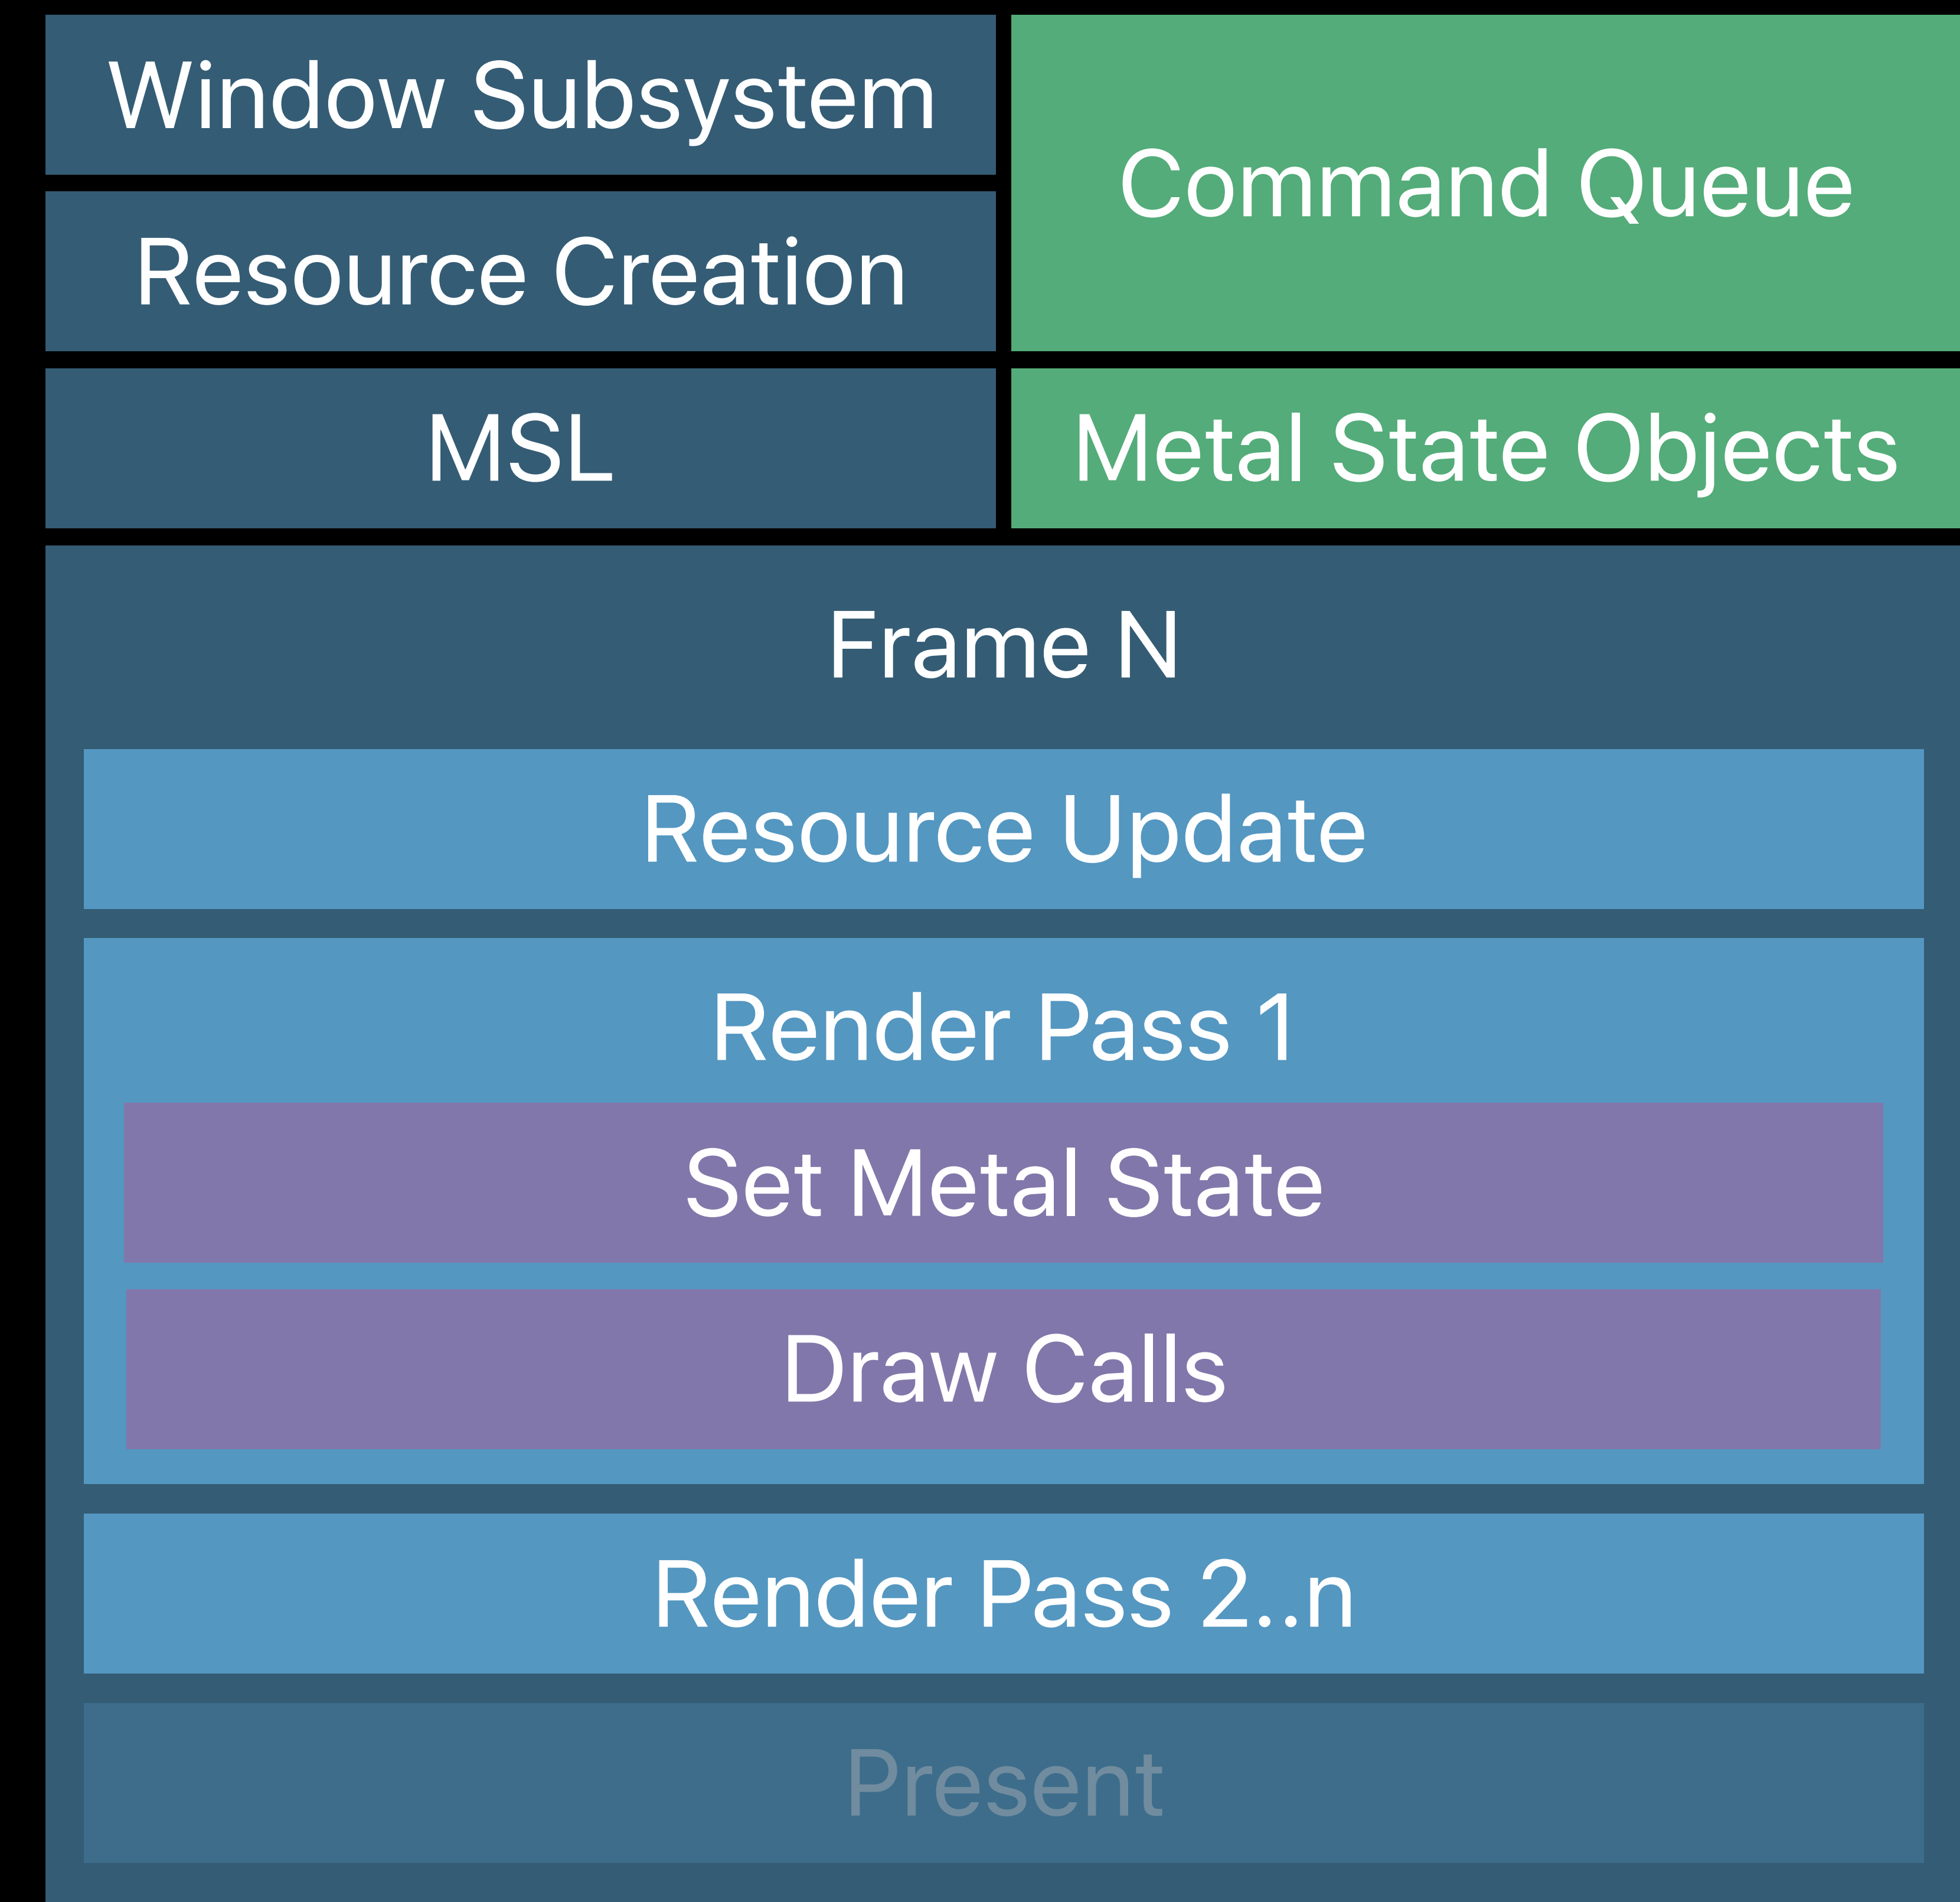 Window Subsystem
Command Queue
Resource Creation
MSL
Metal State Objects
Frame N
Resource Update
Render Pass 1
Set Metal State
Draw Calls
Render Pass 2..n
Present